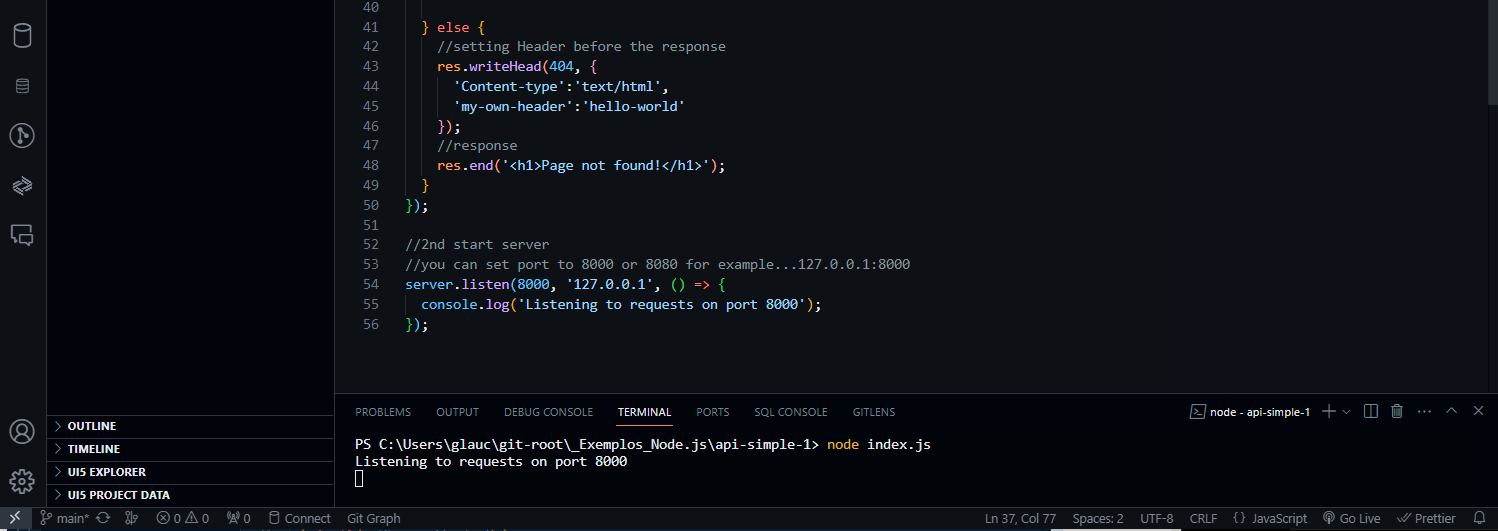 40
41 } else {
42 //setting Header before the response
43 res.writeHead(404, {
44 'Content-type':'text/html',
45 'my-own-header':'hello-world'
46 });
47 //response
48 res.end('<h1>Page not found!</h1>');
49 }
50 });
51
52 //2nd start server
53 //you can set port to 8000 or 8080 for example...127.0.0.1:8000
54 server.listen(8000, '127.0.0.1', () => {
55 console.log('Listening to requests on port 8000');
56 });
OUTLINE
TIMELINE
UI5 EXPLORER
UI5 PROJECT DATA
PROBLEMS OUTPUT DEBUG CONSOLE TERMINAL PORTS SQL CONSOLE GITLENS node - api-simple-1
PS C:\Users\glauc\git-root\_Exemplos_Node.js\api-simple-1> node index.js
Listening to requests on port 8000
main* 0 0 0 Connect Git Graph Ln 37, Col 77 Spaces: 2 UTF-8 CRLF {} JavaScript Go Live Prettier